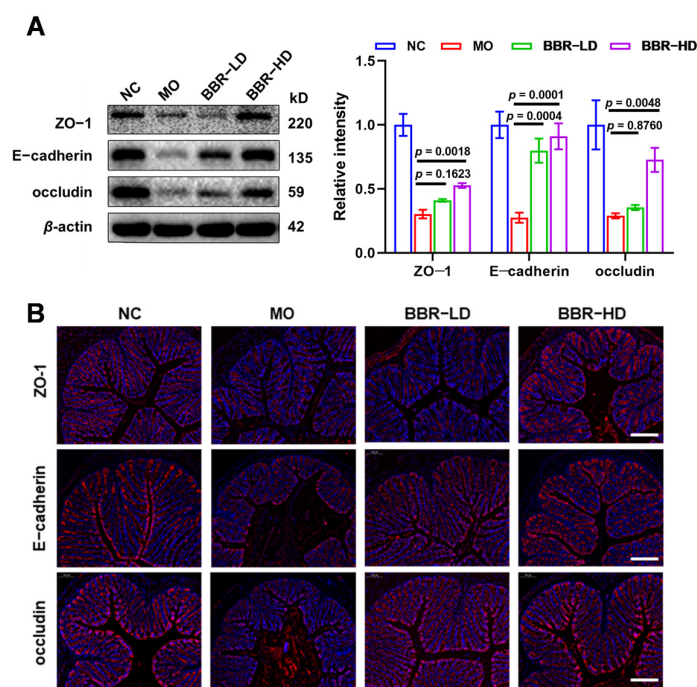 A
NC MO BBR−LD BBR−HD
kD
ZO−1 220
E−cadherin 135
occludin 59
β-actin 42
NC MO BBR−LD BBR−HD
Relative intensity
1.5
1.0
0.5
0.0
p = 0.0018
p = 0.1623
p = 0.0001
p = 0.0004
p = 0.0048
p = 0.8760
ZO−1 E−cadherin occludin
B
NC MO BBR−LD BBR−HD
ZO-1
E−cadherin
occludin